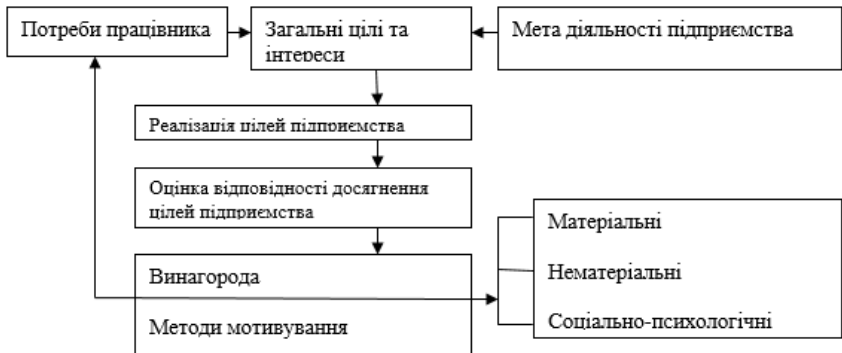 Потреби працівника
Загальні цілі та
інтереси
Мета діяльності підприємства
Реалізація цілей підприємства
Оцінка відповідності досягнення
цілей підприємства
Винагорода
Методи мотивування
Матеріальні
Нематеріальні
Соціально-психологічні